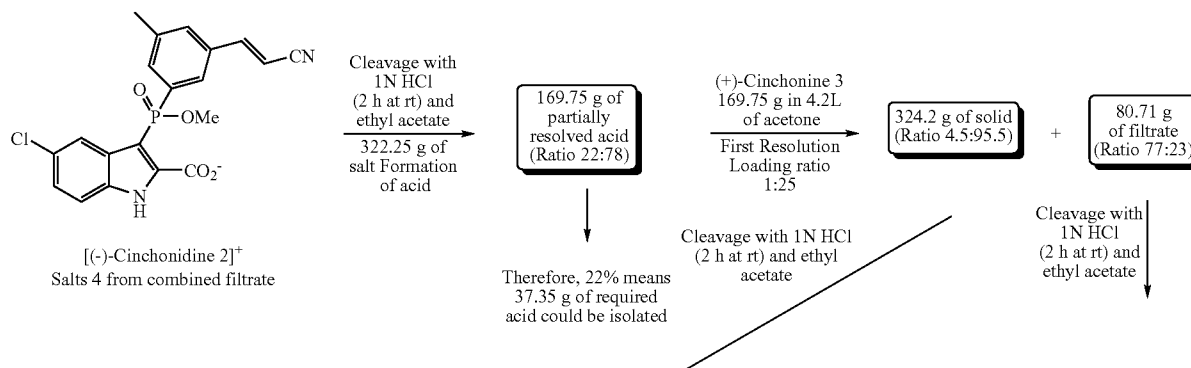 CN
O
P
OMe
Cl
CO2-
N
H
[(-)-Cinchonidine 2]+
Salts 4 from combined filtrate
Cleavage with
1N HCl
(2 h at rt) and
ethyl acetate
322.25 g of
salt Formation
of acid
169.75 g of
partially
resolved acid
(Ratio 22:78)
Therefore, 22% means
37.35 g of required
acid could be isolated
(+)-Cinchonine 3
169.75 g in 4.2L
of acetone
First Resolution
Loading ratio
1:25
Cleavage with 1N HCl
(2 h at rt) and ethyl
acetate
324.2 g of solid
(Ratio 4.5:95.5)
+
80.71 g
of filtrate
(Ratio 77:23)
Cleavage with
1N HCl
(2 h at rt) and
ethyl acetate